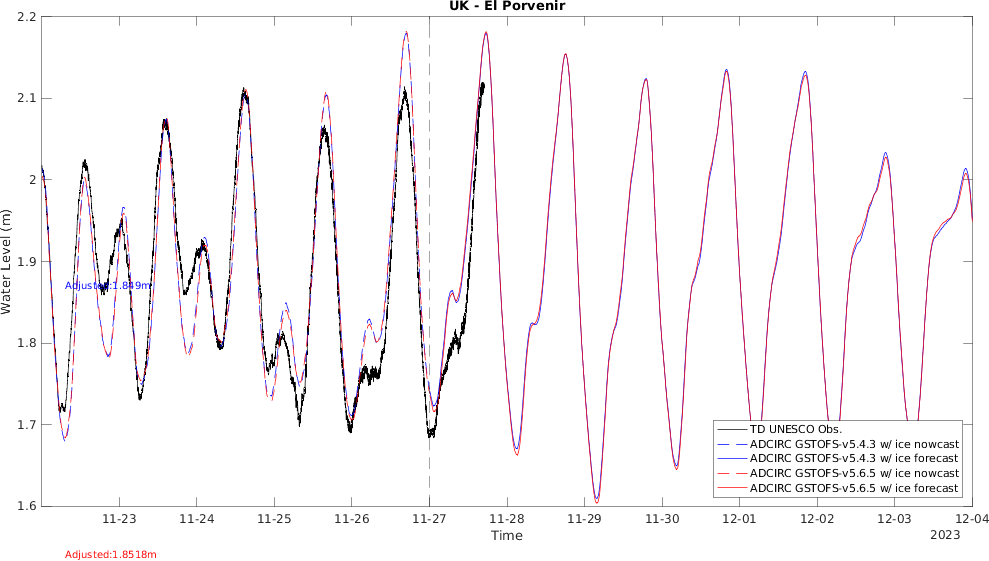 UK - El Porvenir
2.2
2.1
2
1.9
1.8
1.7
1.6
Water Level (m)
Adjusted:1.849m
TD UNESCO Obs.
ADCIRC GSTOFS-v5.4.3 w/ ice nowcast
ADCIRC GSTOFS-v5.4.3 w/ ice forecast
ADCIRC GSTOFS-v5.6.5 w/ ice nowcast
ADCIRC GSTOFS-v5.6.5 w/ ice forecast
11-23 11-24 11-25 11-26 11-27 11-28 11-29 11-30 12-01 12-02 12-03 12-04
Time
2023
Adjusted:1.8518m